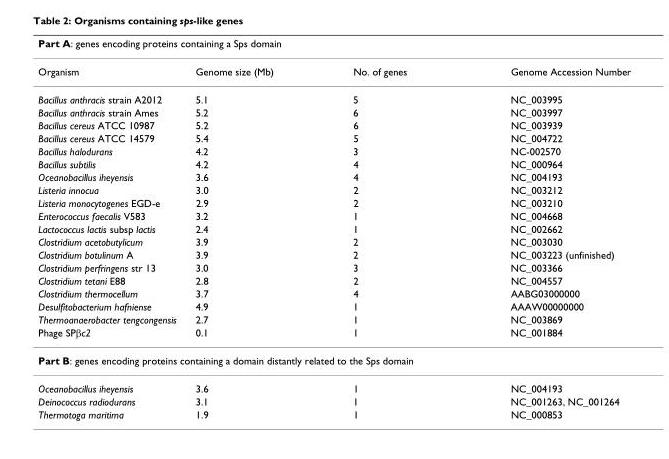 Table 2: Organisms containing sps-like genes
Part A: genes encoding proteins containing a Sps domain
Organism Genome size (Mb) No. of genes Genome Accession Number
Bacillus anthracis strain A2012 5.1 5 NC_003995
Bacillus anthracis strain Ames 5.2 6 NC_003997
Bacillus cereus ATCC 10987 5.2 6 NC_003939
Bacillus cereus ATCC 14579 5.4 5 NC_004722
Bacillus halodurans 4.2 3 NC-002570
Bacillus subtilis 4.2 4 NC_000964
Oceanobacillus iheyensis 3.6 4 NC_004193
Listeria innocua 3.0 2 NC_003212
Listeria monocytogenes EGD-e 2.9 2 NC_003210
Enterococcus faecalis V583 3.2 1 NC_004668
Lactococcus lactis subsp lactis 2.4 1 NC_002662
Clostridium acetobutylicum 3.9 2 NC_003030
Clostridium botulinum A 3.9 2 NC_003223 (unfinished)
Clostridium perfringens str 13 3.0 3 NC_003366
Clostridium tetani E88 2.8 2 NC_004557
Clostridium thermocellum 3.7 4 AABG03000000
Desulfitobacterium hafniense 4.9 1 AAAW00000000
Thermoanaerobacter tengcongensis 2.7 1 NC_003869
Phage SPβc2 0.1 1 NC_001884
Part B: genes encoding proteins containing a domain distantly related to the Sps domain
Oceanobacillus iheyensis 3.6 1 NC_004193
Deinococcus radiodurans 3.1 1 NC_001263, NC_001264
Thermotoga maritima 1.9 1 NC_000853